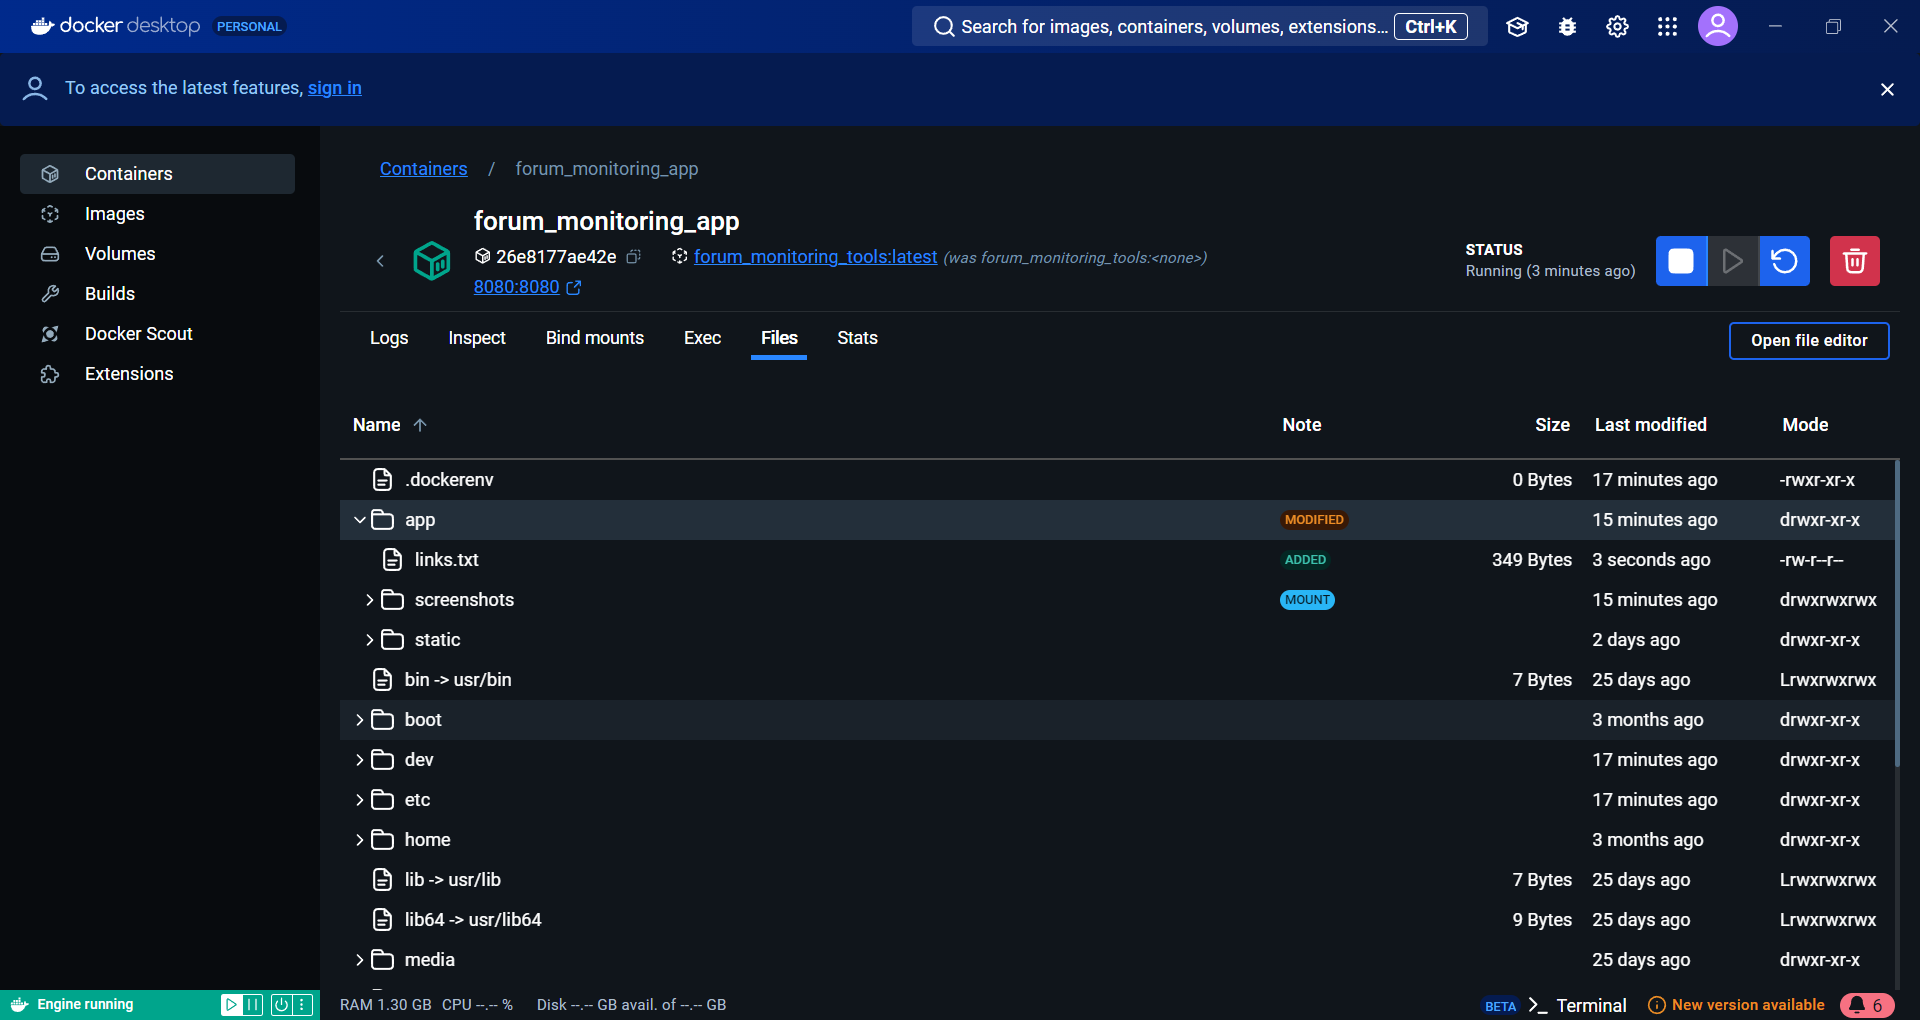 docker desktop PERSONAL
Search for images, containers, volumes, extensions... Ctrl+K
To access the latest features, sign in
Containers
Images
Volumes
Builds
Docker Scout
Extensions
Containers / forum_monitoring_app
forum_monitoring_app
26e8177ae42e forum_monitoring_tools:latest (was forum_monitoring_tools:<none>)
8080:8080
STATUS
Running (3 minutes ago)
Logs Inspect Bind mounts Exec Files Stats
Open file editor
Name Note Size Last modified Mode
.dockerenv 0 Bytes 17 minutes ago -rwxr-xr-x
app MODIFIED 15 minutes ago drwxr-xr-x
links.txt ADDED 349 Bytes 3 seconds ago -rw-r--r--
screenshots MOUNT 15 minutes ago drwxrwxrwx
static 2 days ago drwxr-xr-x
bin -> usr/bin 7 Bytes 25 days ago Lrwxrwxrwx
boot 3 months ago drwxr-xr-x
dev 17 minutes ago drwxr-xr-x
etc 17 minutes ago drwxr-xr-x
home 3 months ago drwxr-xr-x
lib -> usr/lib 7 Bytes 25 days ago Lrwxrwxrwx
lib64 -> usr/lib64 9 Bytes 25 days ago Lrwxrwxrwx
media 25 days ago drwxr-xr-x
Engine running
RAM 1.30 GB CPU --.-- % Disk --.-- GB avail. of --.-- GB
BETA >_ Terminal New version available 6